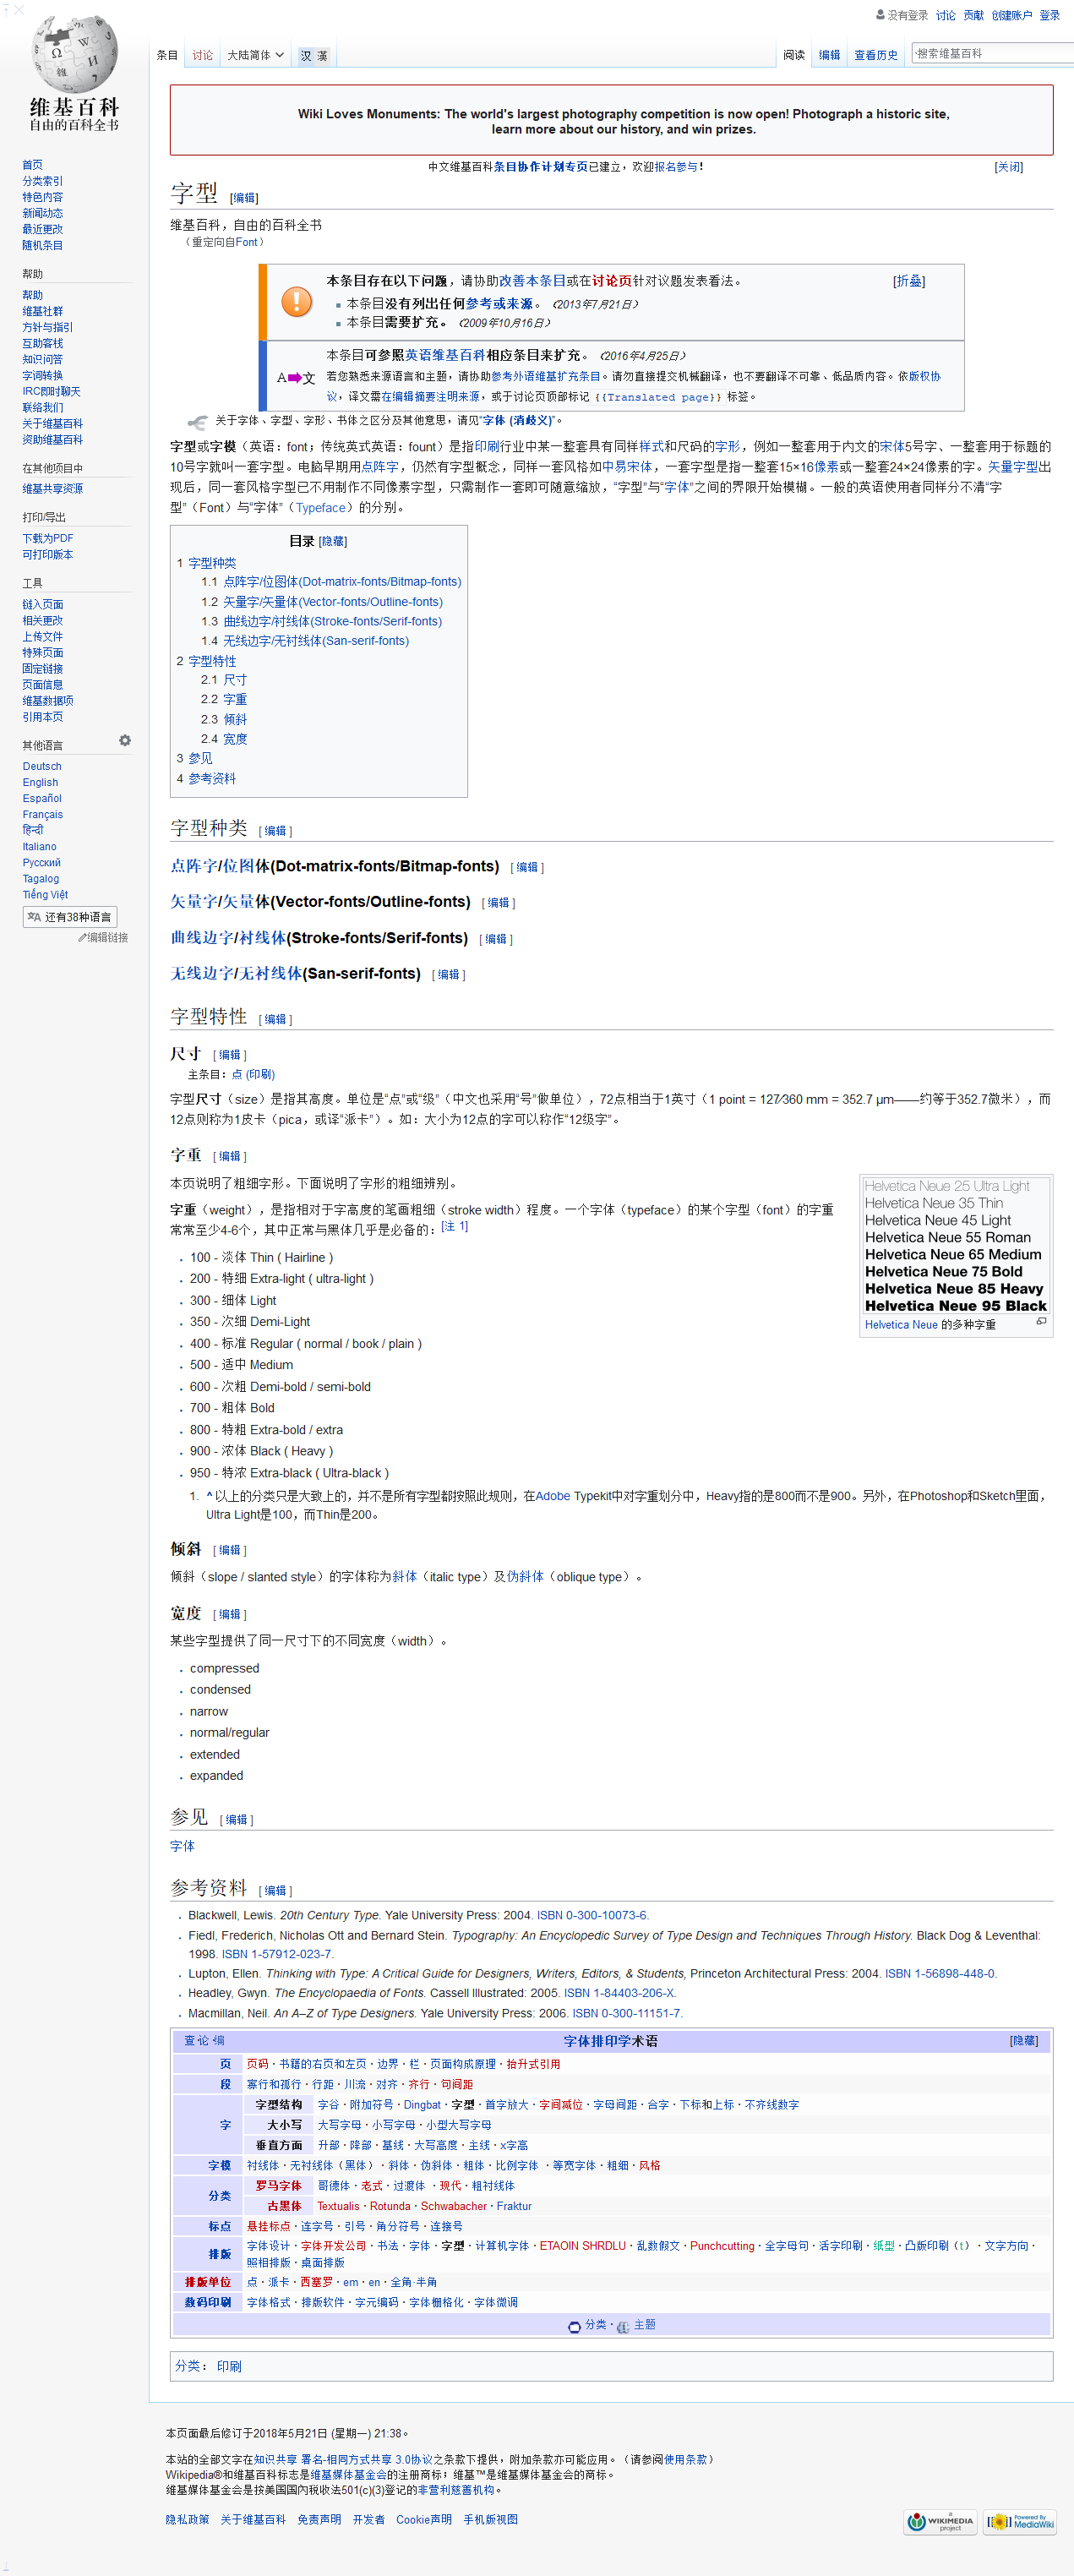 没有登录 讨论 贡献 创建账户 登录
条目 讨论 大陆简体 汉 漢 阅读 编辑 查看历史 搜索维基百科
维基百科
自由的百科全书
首页
分类索引
特色内容
新闻动态
最近更改
随机条目
帮助
帮助
维基社群
方针与指引
互助客栈
知识问答
字词转换
IRC即时聊天
联络我们
关于维基百科
资助维基百科
在其他项目中
维基共享资源
打印/导出
下载为PDF
可打印版本
工具
链入页面
相关更改
上传文件
特殊页面
固定链接
页面信息
维基数据项
引用本页
其他语言
Deutsch
English
Español
Français
हिन्दी
Italiano
Русский
Tagalog
Tiếng Việt
还有38种语言
编辑链接
Wiki Loves Monuments: The world's largest photography competition is now open! Photograph a historic site,
learn more about our history, and win prizes.
中文维基百科条目协作计划专页已建立，欢迎报名参与！ [关闭]
字型 [编辑]
维基百科，自由的百科全书
（重定向自Font）
本条目存在以下问题，请协助改善本条目或在讨论页针对议题发表看法。 [折叠]
本条目没有列出任何参考或来源。 （2013年7月21日）
本条目需要扩充。 （2009年10月16日）
A 文
本条目可参照英语维基百科相应条目来扩充。 （2016年4月25日）
若您熟悉来源语言和主题，请协助参考外语维基扩充条目。请勿直接提交机械翻译，也不要翻译不可靠、低品质内容。依版权协
议，译文需在编辑摘要注明来源，或于讨论页顶部标记 {{Translated page}} 标签。
关于字体、字型、字形、书体之区分及其他意思，请见“字体 (消歧义)”。
字型或字模（英语：font；传统英式英语：fount）是指印刷行业中某一整套具有同样样式和尺码的字形，例如一整套用于内文的宋体5号字、一整套用于标题的
10号字就叫一套字型。电脑早期用点阵字，仍然有字型概念，同样一套风格如中易宋体，一套字型是指一整套15×16像素或一整套24×24像素的字。矢量字型出
现后，同一套风格字型已不用制作不同像素字型，只需制作一套即可随意缩放，“字型”与“字体”之间的界限开始模糊。一般的英语使用者同样分不清“字
型”（Font）与“字体”（Typeface）的分别。
目录 [隐藏]
1 字型种类
1.1 点阵字/位图体(Dot-matrix-fonts/Bitmap-fonts)
1.2 矢量字/矢量体(Vector-fonts/Outline-fonts)
1.3 曲线边字/衬线体(Stroke-fonts/Serif-fonts)
1.4 无线边字/无衬线体(San-serif-fonts)
2 字型特性
2.1 尺寸
2.2 字重
2.3 倾斜
2.4 宽度
3 参见
4 参考资料
字型种类 [ 编辑 ]
点阵字/位图体(Dot-matrix-fonts/Bitmap-fonts) [ 编辑 ]
矢量字/矢量体(Vector-fonts/Outline-fonts) [ 编辑 ]
曲线边字/衬线体(Stroke-fonts/Serif-fonts) [ 编辑 ]
无线边字/无衬线体(San-serif-fonts) [ 编辑 ]
字型特性 [ 编辑 ]
尺寸 [ 编辑 ]
主条目：点 (印刷)
字型尺寸（size）是指其高度。单位是“点”或“级”（中文也采用“号”做单位），72点相当于1英寸（1 point = 127⁄360 mm = 352.7 µm——约等于352.7微米），而
12点则称为1皮卡（pica，或译“派卡”）。如：大小为12点的字可以称作“12级字”。
字重 [ 编辑 ]
本页说明了粗细字形。下面说明了字形的粗细辨别。
字重（weight），是指相对于字高度的笔画粗细（stroke width）程度。一个字体（typeface）的某个字型（font）的字重
常常至少4-6个，其中正常与黑体几乎是必备的：[注 1]
Helvetica Neue 25 Ultra Light
Helvetica Neue 35 Thin
Helvetica Neue 45 Light
Helvetica Neue 55 Roman
Helvetica Neue 65 Medium
Helvetica Neue 75 Bold
Helvetica Neue 85 Heavy
Helvetica Neue 95 Black
Helvetica Neue 的多种字重
100 - 淡体 Thin ( Hairline )
200 - 特细 Extra-light ( ultra-light )
300 - 细体 Light
350 - 次细 Demi-Light
400 - 标准 Regular ( normal / book / plain )
500 - 适中 Medium
600 - 次粗 Demi-bold / semi-bold
700 - 粗体 Bold
800 - 特粗 Extra-bold / extra
900 - 浓体 Black ( Heavy )
950 - 特浓 Extra-black ( Ultra-black )
1. ^ 以上的分类只是大致上的，并不是所有字型都按照此规则，在Adobe Typekit中对字重划分中，Heavy指的是800而不是900。另外，在Photoshop和Sketch里面，
Ultra Light是100，而Thin是200。
倾斜 [ 编辑 ]
倾斜（slope / slanted style）的字体称为斜体（italic type）及伪斜体（oblique type）。
宽度 [ 编辑 ]
某些字型提供了同一尺寸下的不同宽度（width）。
compressed
condensed
narrow
normal/regular
extended
expanded
参见 [ 编辑 ]
字体
参考资料 [ 编辑 ]
Blackwell, Lewis. 20th Century Type. Yale University Press: 2004. ISBN 0-300-10073-6.
Fiedl, Frederich, Nicholas Ott and Bernard Stein. Typography: An Encyclopedic Survey of Type Design and Techniques Through History. Black Dog & Leventhal:
1998. ISBN 1-57912-023-7.
Lupton, Ellen. Thinking with Type: A Critical Guide for Designers, Writers, Editors, & Students, Princeton Architectural Press: 2004. ISBN 1-56898-448-0.
Headley, Gwyn. The Encyclopaedia of Fonts. Cassell Illustrated: 2005. ISBN 1-84403-206-X.
Macmillan, Neil. An A–Z of Type Designers. Yale University Press: 2006. ISBN 0-300-11151-7.
查·论·编 字体排印学术语 [隐藏]
页 页码 · 书籍的右页和左页 · 边界 · 栏 · 页面构成原理 · 抬升式引用
段 寡行和孤行 · 行距 · 川流 · 对齐 · 齐行 · 句间距
字 字型结构 字谷 · 附加符号 · Dingbat · 字型 · 首字放大 · 字间减位 · 字母间距 · 合字 · 下标和上标 · 不齐线数字
大小写 大写字母 · 小写字母 · 小型大写字母
垂直方面 升部 · 降部 · 基线 · 大写高度 · 主线 · x字高
字模 衬线体 · 无衬线体（黑体） · 斜体 · 伪斜体 · 粗体 · 比例字体 · 等宽字体 · 粗细 · 风格
分类 罗马字体 哥德体 · 老式 · 过渡体 · 现代 · 粗衬线体
古黑体 Textualis · Rotunda · Schwabacher · Fraktur
标点 悬挂标点 · 连字号 · 引号 · 角分符号 · 连接号
排版 字体设计 · 字体开发公司 · 书法 · 字体 · 字型 · 计算机字体 · ETAOIN SHRDLU · 乱数假文 · Punchcutting · 全字母句 · 活字印刷 · 纸型 · 凸版印刷（t） · 文字方向 ·
照相排版 · 桌面排版
排版单位 点 · 派卡 · 西塞罗 · em · en · 全角·半角
数码印刷 字体格式 · 排版软件 · 字元编码 · 字体栅格化 · 字体微调
分类 · 主题
分类： 印刷
本页面最后修订于2018年5月21日 (星期一) 21:38。
本站的全部文字在知识共享 署名-相同方式共享 3.0协议之条款下提供，附加条款亦可能应用。（请参阅使用条款）
Wikipedia®和维基百科标志是维基媒体基金会的注册商标；维基™是维基媒体基金会的商标。
维基媒体基金会是按美国国内税收法501(c)(3)登记的非营利慈善机构。
隐私政策 关于维基百科 免责声明 开发者 Cookie声明 手机版视图
A WIKIMEDIA project Powered By MediaWiki